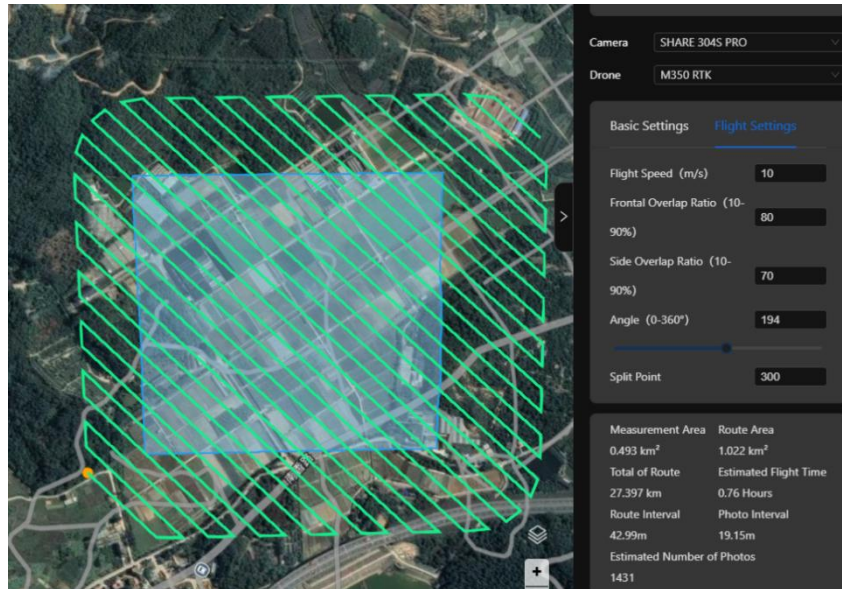 Camera SHARE 304S PRO
Drone M350 RTK
Basic Settings Flight Settings
Flight Speed (m/s) 10
Frontal Overlap Ratio (10-
90%) 80
Side Overlap Ratio (10-
90%) 70
Angle (0-360°) 194
Split Point 300
Measurement Area Route Area
0.493 km² 1.022 km²
Total of Route Estimated Flight Time
27.397 km 0.76 Hours
Route Interval Photo Interval
42.99m 19.15m
Estimated Number of Photos
1431